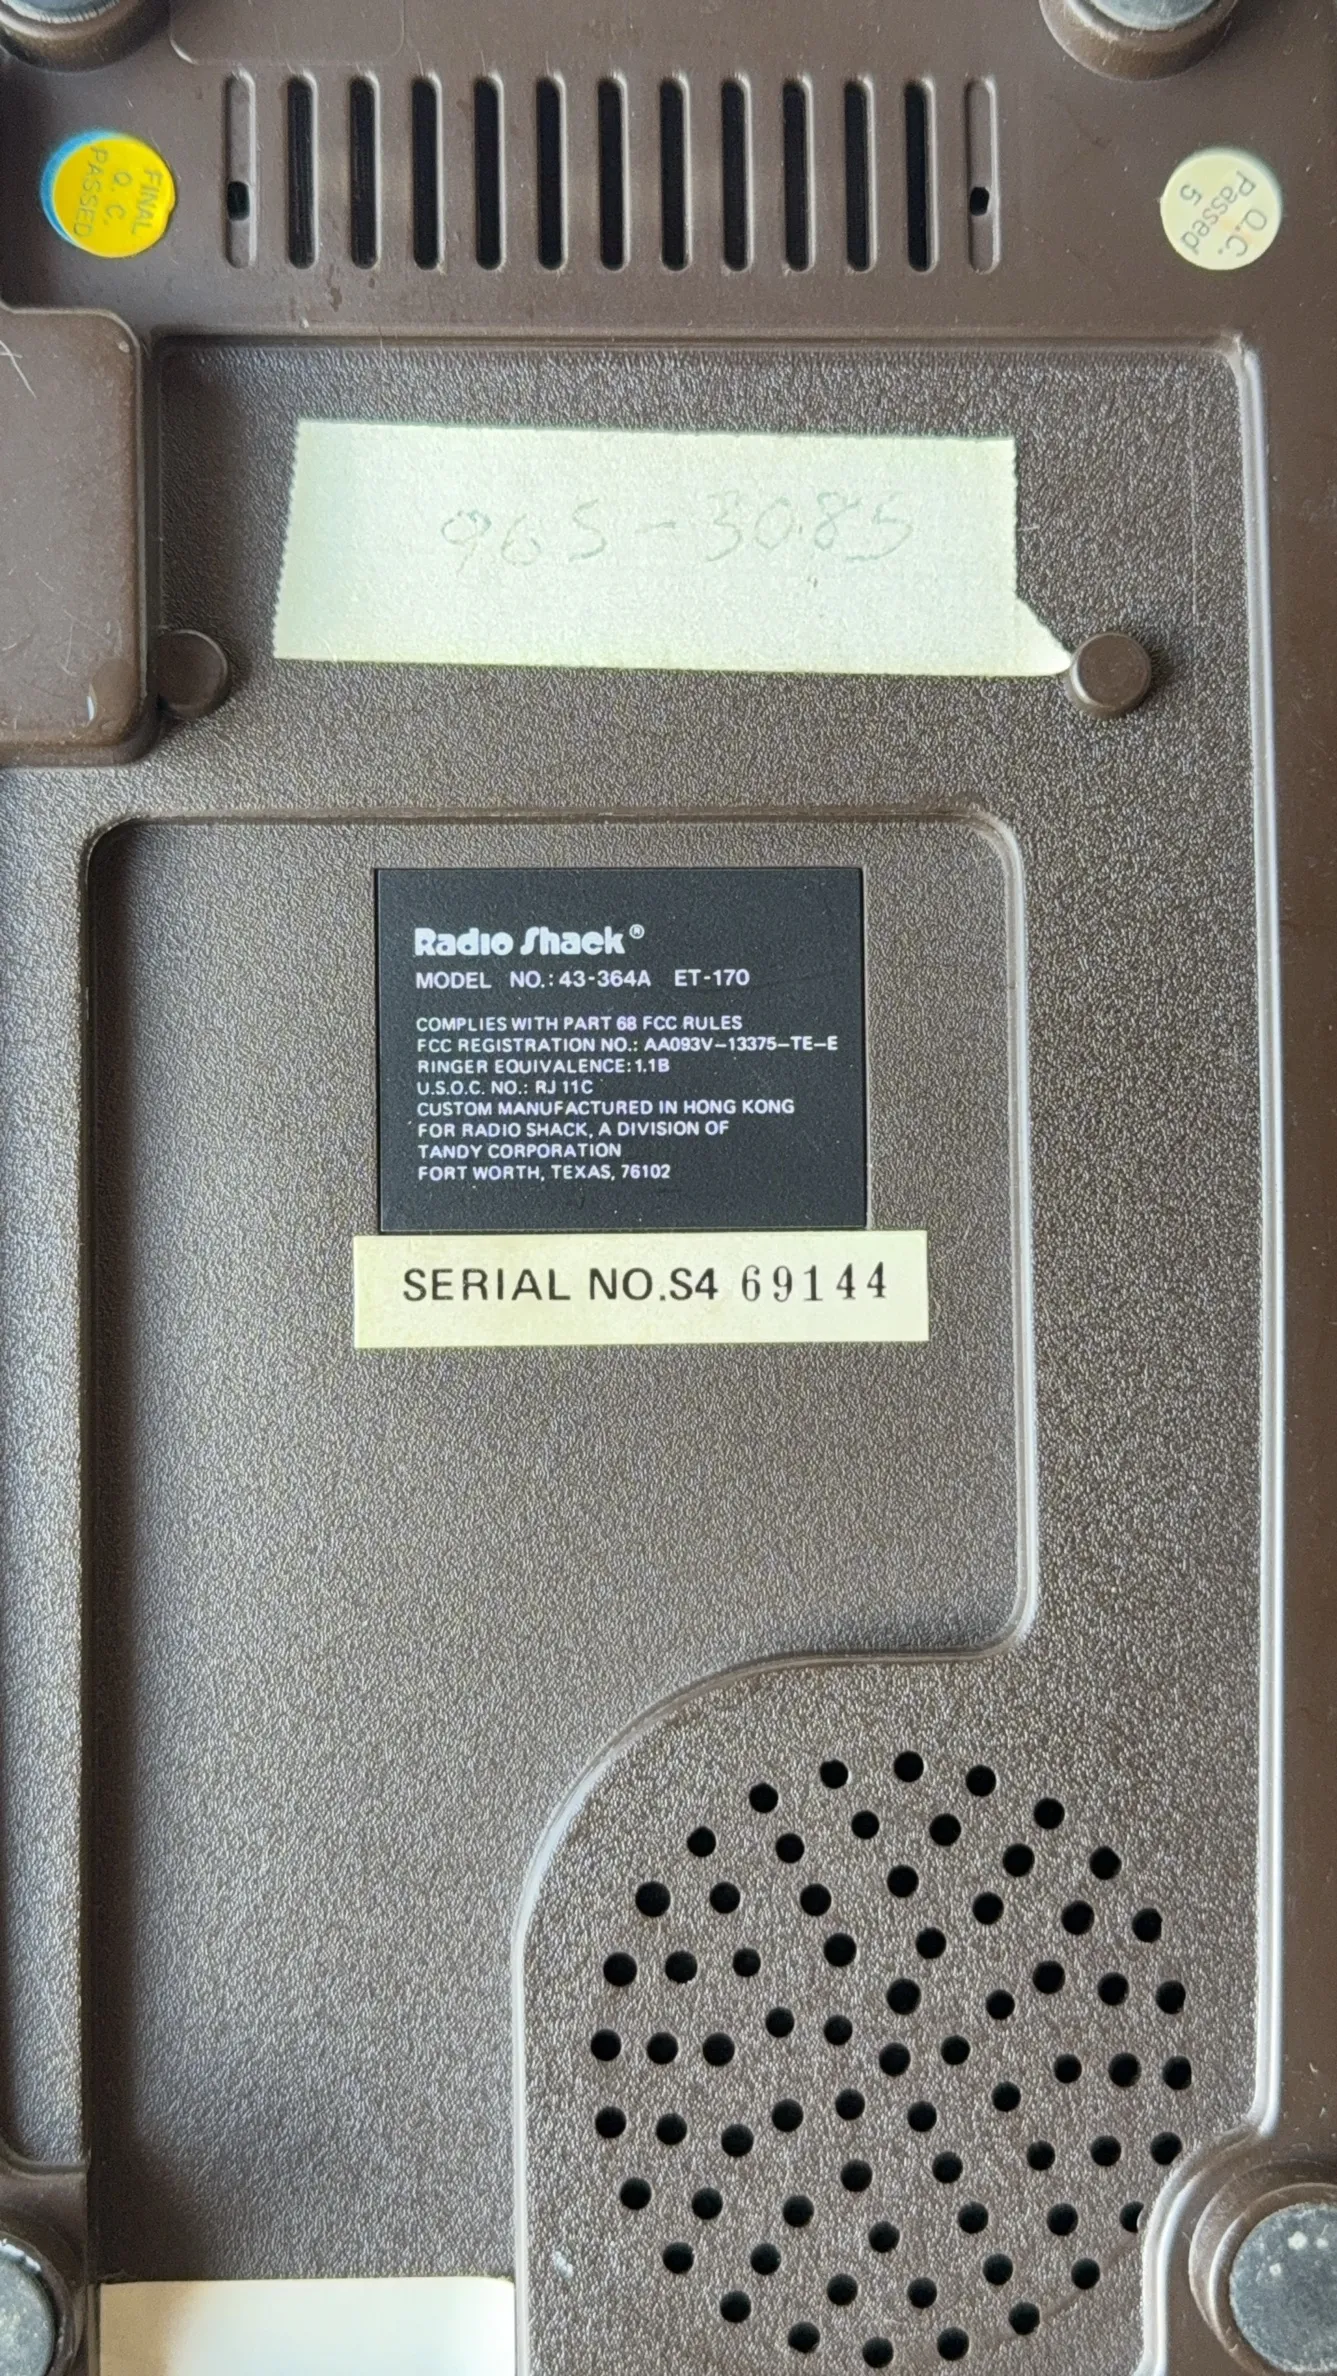 FINAL
Q. C.
PASSED
Q.C.
Passed
5
965-3085
Radio Shack®
MODEL NO.: 43-364A ET-170
COMPLIES WITH PART 68 FCC RULES
FCC REGISTRATION NO.: AA093V-13375-TE-E
RINGER EQUIVALENCE: 1.1B
U.S.O.C. NO.: RJ 11C
CUSTOM MANUFACTURED IN HONG KONG
FOR RADIO SHACK, A DIVISION OF
TANDY CORPORATION
FORT WORTH, TEXAS, 76102
SERIAL NO.S4 69144